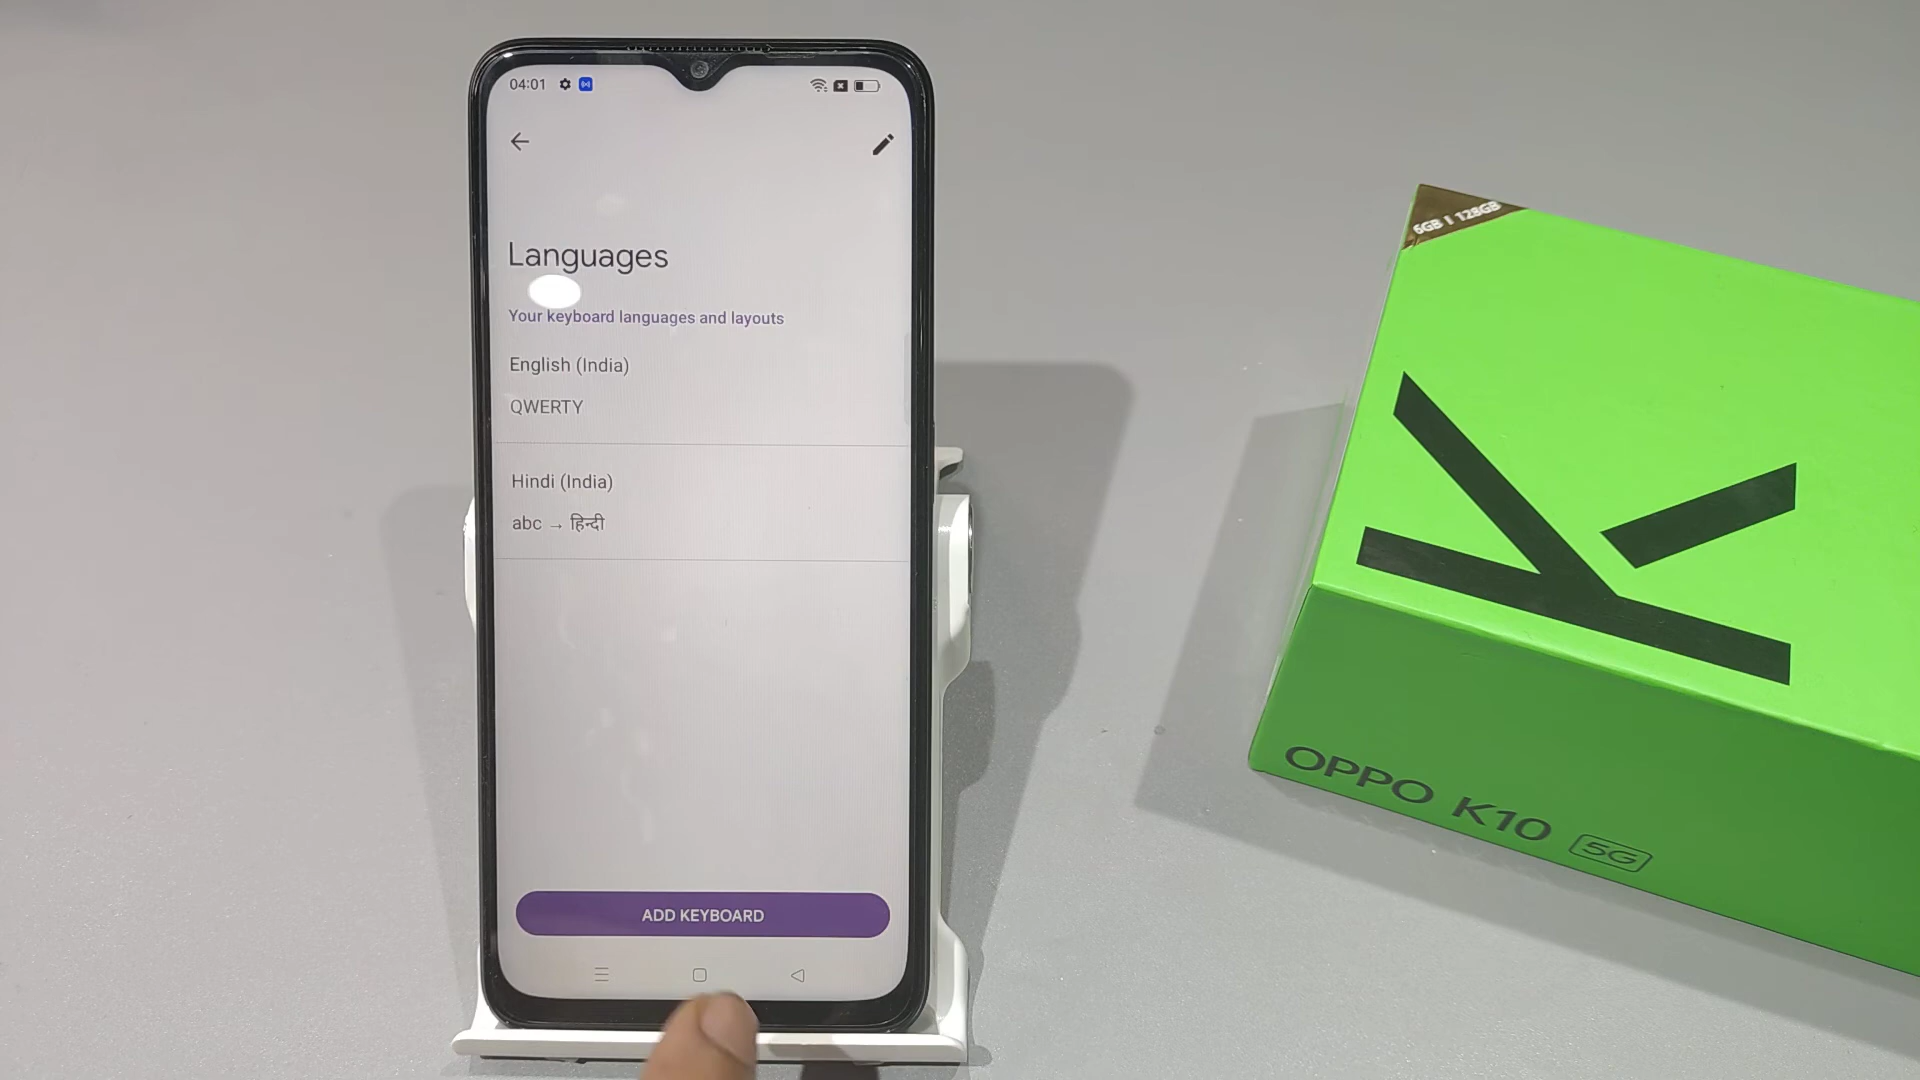 04:01
Languages
Your keyboard languages and layouts
English (India)
QWERTY
Hindi (India)
abc → हिन्दी
ADD KEYBOARD
6GB | 128GB
K
OPPO K10 5G